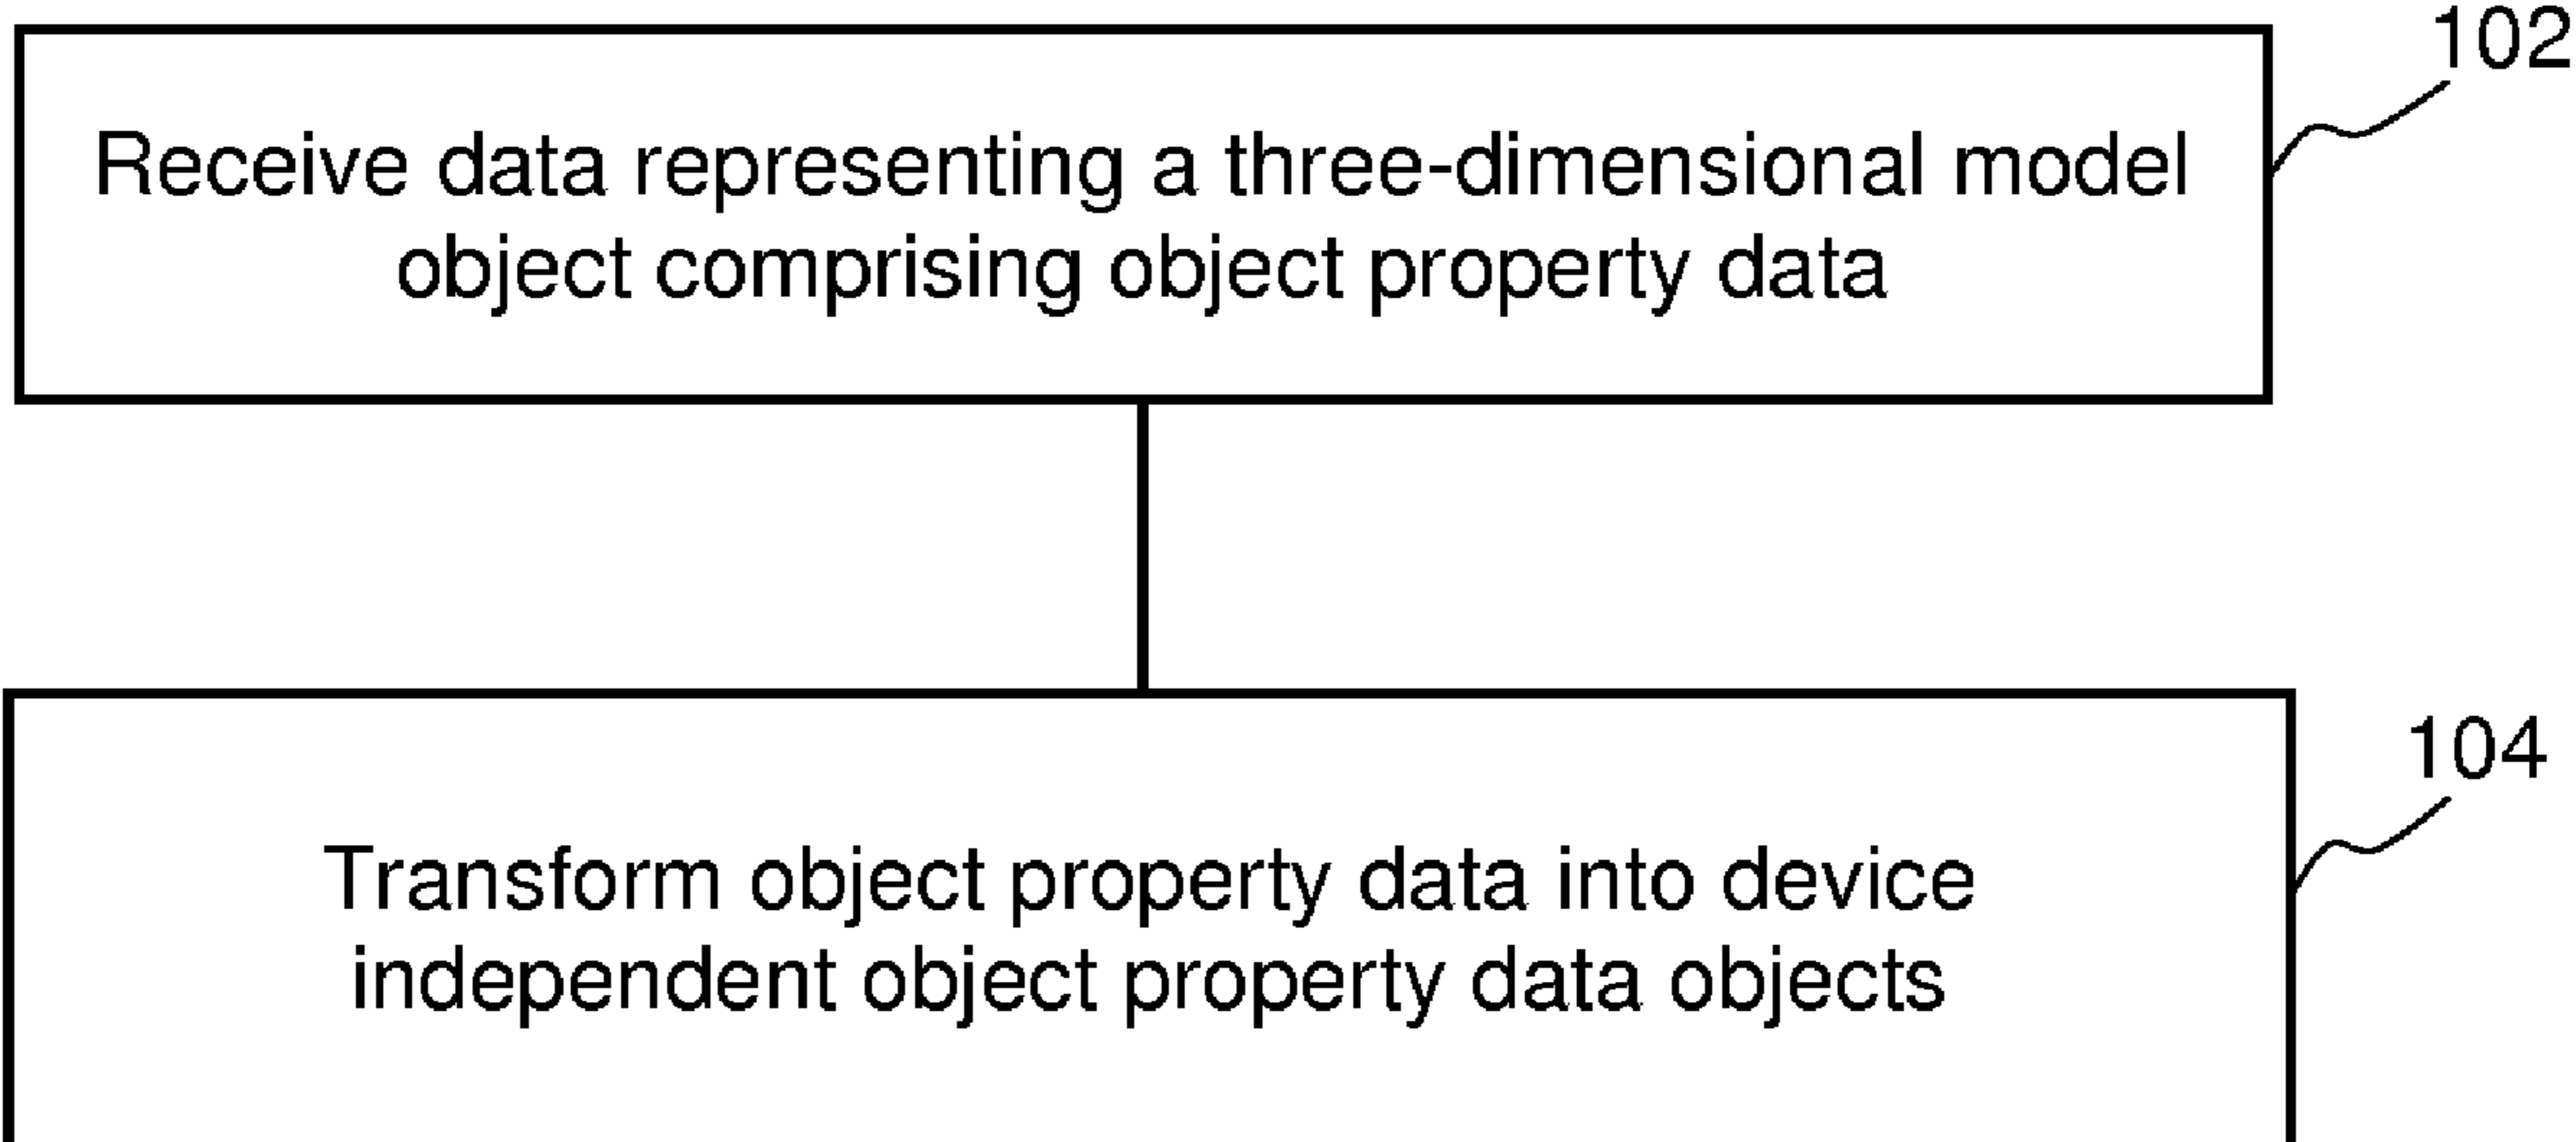 102
Receive data representing a three-dimensional model
object comprising object property data
104
Transform object property data into device
independent object property data objects